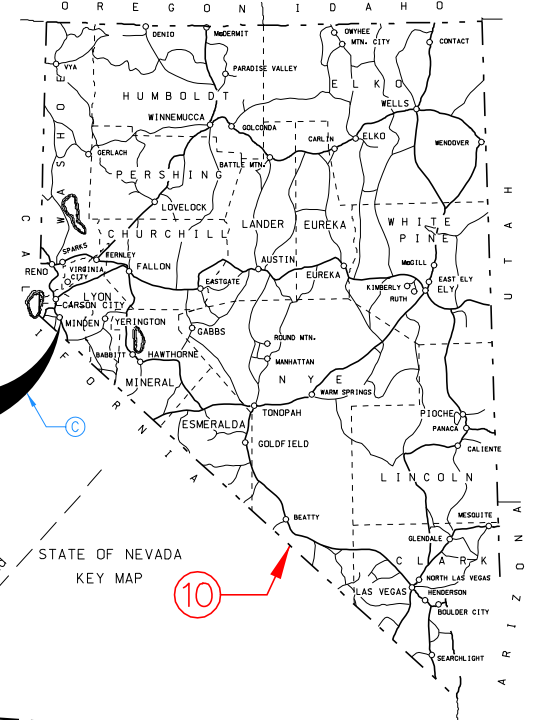 OREGON IDAHO
DENIO
McDERMIT
OWYHEE
MTN. CITY
CONTACT
VYA
PARADISE VALLEY
ELKO
HUMBOLDT
WELLS
WASHOE
WINNEMUCCA
GOLCONDA
CARLIN
ELKO
WENDOVER
GERLACH
BATTLE MTN.
PERSHING
LOVELOCK
UTAH
LANDER
EUREKA
WHITE
PINE
CHURCHILL
SPARKS
FERNLEY
RENO
VIRGINIA
CITY
FALLON
AUSTIN
EUREKA
McGILL
EASTGATE
KIMBERLY
EAST ELY
ELY
RUTH
LYON
CARSON CITY
MINDEN
YERINGTON
GABBS
ROUND MTN.
BABBITT
HAWTHORNE
MANHATTAN
MINERAL
NYE
WARM SPRINGS
CALIFORNIA
TONOPAH
PIOCHE
ESMERALDA
PANACA
C
GOLDFIELD
CALIENTE
LINCOLN
BEATTY
MESQUITE
GLENDALE
STATE OF NEVADA
KEY MAP
CLARK
ARIZONA
10
NORTH LAS VEGAS
LAS VEGAS
HENDERSON
BOULDER CITY
SEARCHLIGHT